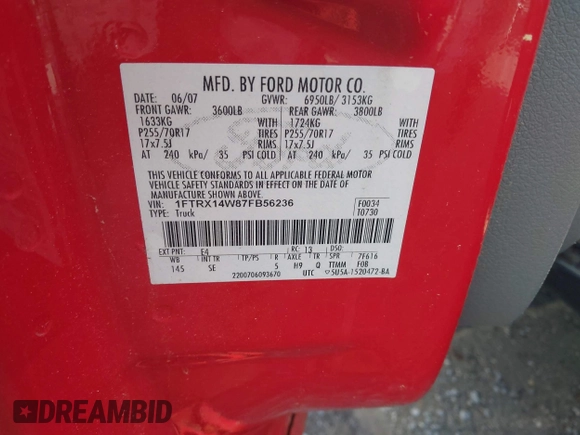 MFD. BY FORD MOTOR CO.
DATE: 06/07 GVWR: 6950LB/ 3153KG
FRONT GAWR: 3600LB REAR GAWR: 3800LB
1633KG WITH 1724KG WITH
P255/70R17 TIRES P255/70R17 TIRES
17x7.5J RIMS 17x7.5J RIMS
AT 240 kPa/ 35 PSI COLD AT 240 kPa/ 35 PSI COLD
THIS VEHICLE CONFORMS TO ALL APPLICABLE FEDERAL MOTOR
VEHICLE SAFETY STANDARDS IN EFFECT ON THE DATE OF
MANUFACTURE SHOWN ABOVE.
VIN: 1FTRX14W87FB56236 F0034
TYPE: Truck T0730
EXT PNT: E4 RC: 13 DSO:
WB INT TR TP/PS R AXLE TR SPR 7F616
145 SE 5 H9 Q TTMM FOB
2200706093670 UTC 5U5A-1520472-BA
DREAMBID